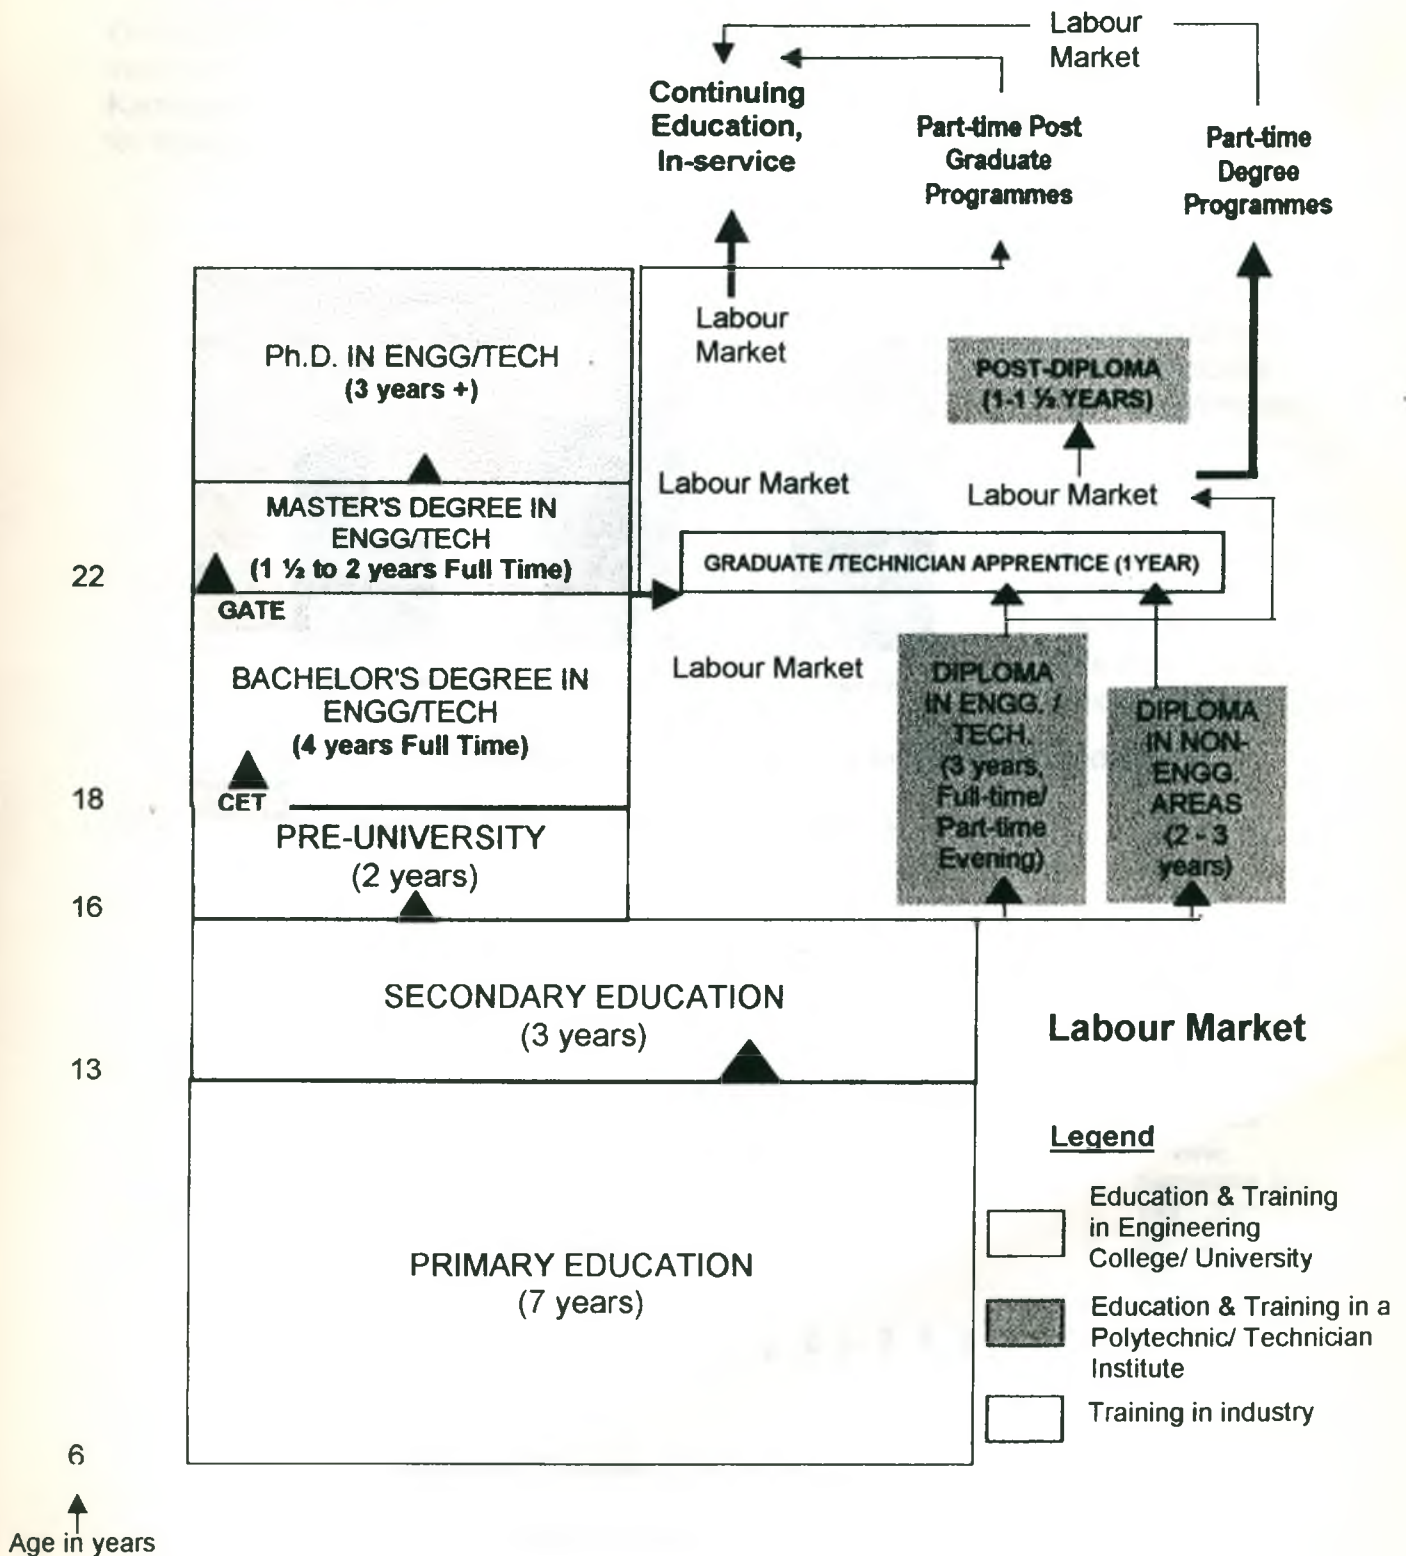 Labour
Market
Continuing
Education,
In-service
Part-time Post
Graduate
Programmes
Part-time
Degree
Programmes
Labour
Market
Ph.D. IN ENGG/TECH
(3 years +)
POST-DIPLOMA
(1-1 ½ YEARS)
Labour Market
Labour Market
MASTER'S DEGREE IN
ENGG/TECH
(1 ½ to 2 years Full Time)
GRADUATE /TECHNICIAN APPRENTICE (1YEAR)
22
GATE
Labour Market
BACHELOR'S DEGREE IN
ENGG/TECH
(4 years Full Time)
DIPLOMA
IN ENGG. /
TECH.
(3 years,
Full-time/
Part-time
Evening)
DIPLOMA
IN NON-
ENGG.
AREAS
(2 - 3
years)
18
CET
PRE-UNIVERSITY
(2 years)
16
SECONDARY EDUCATION
(3 years)
Labour Market
13
Legend
Education & Training
in Engineering
College/ University
Education & Training in a
Polytechnic/ Technician
Institute
Training in industry
PRIMARY EDUCATION
(7 years)
6
Age in years